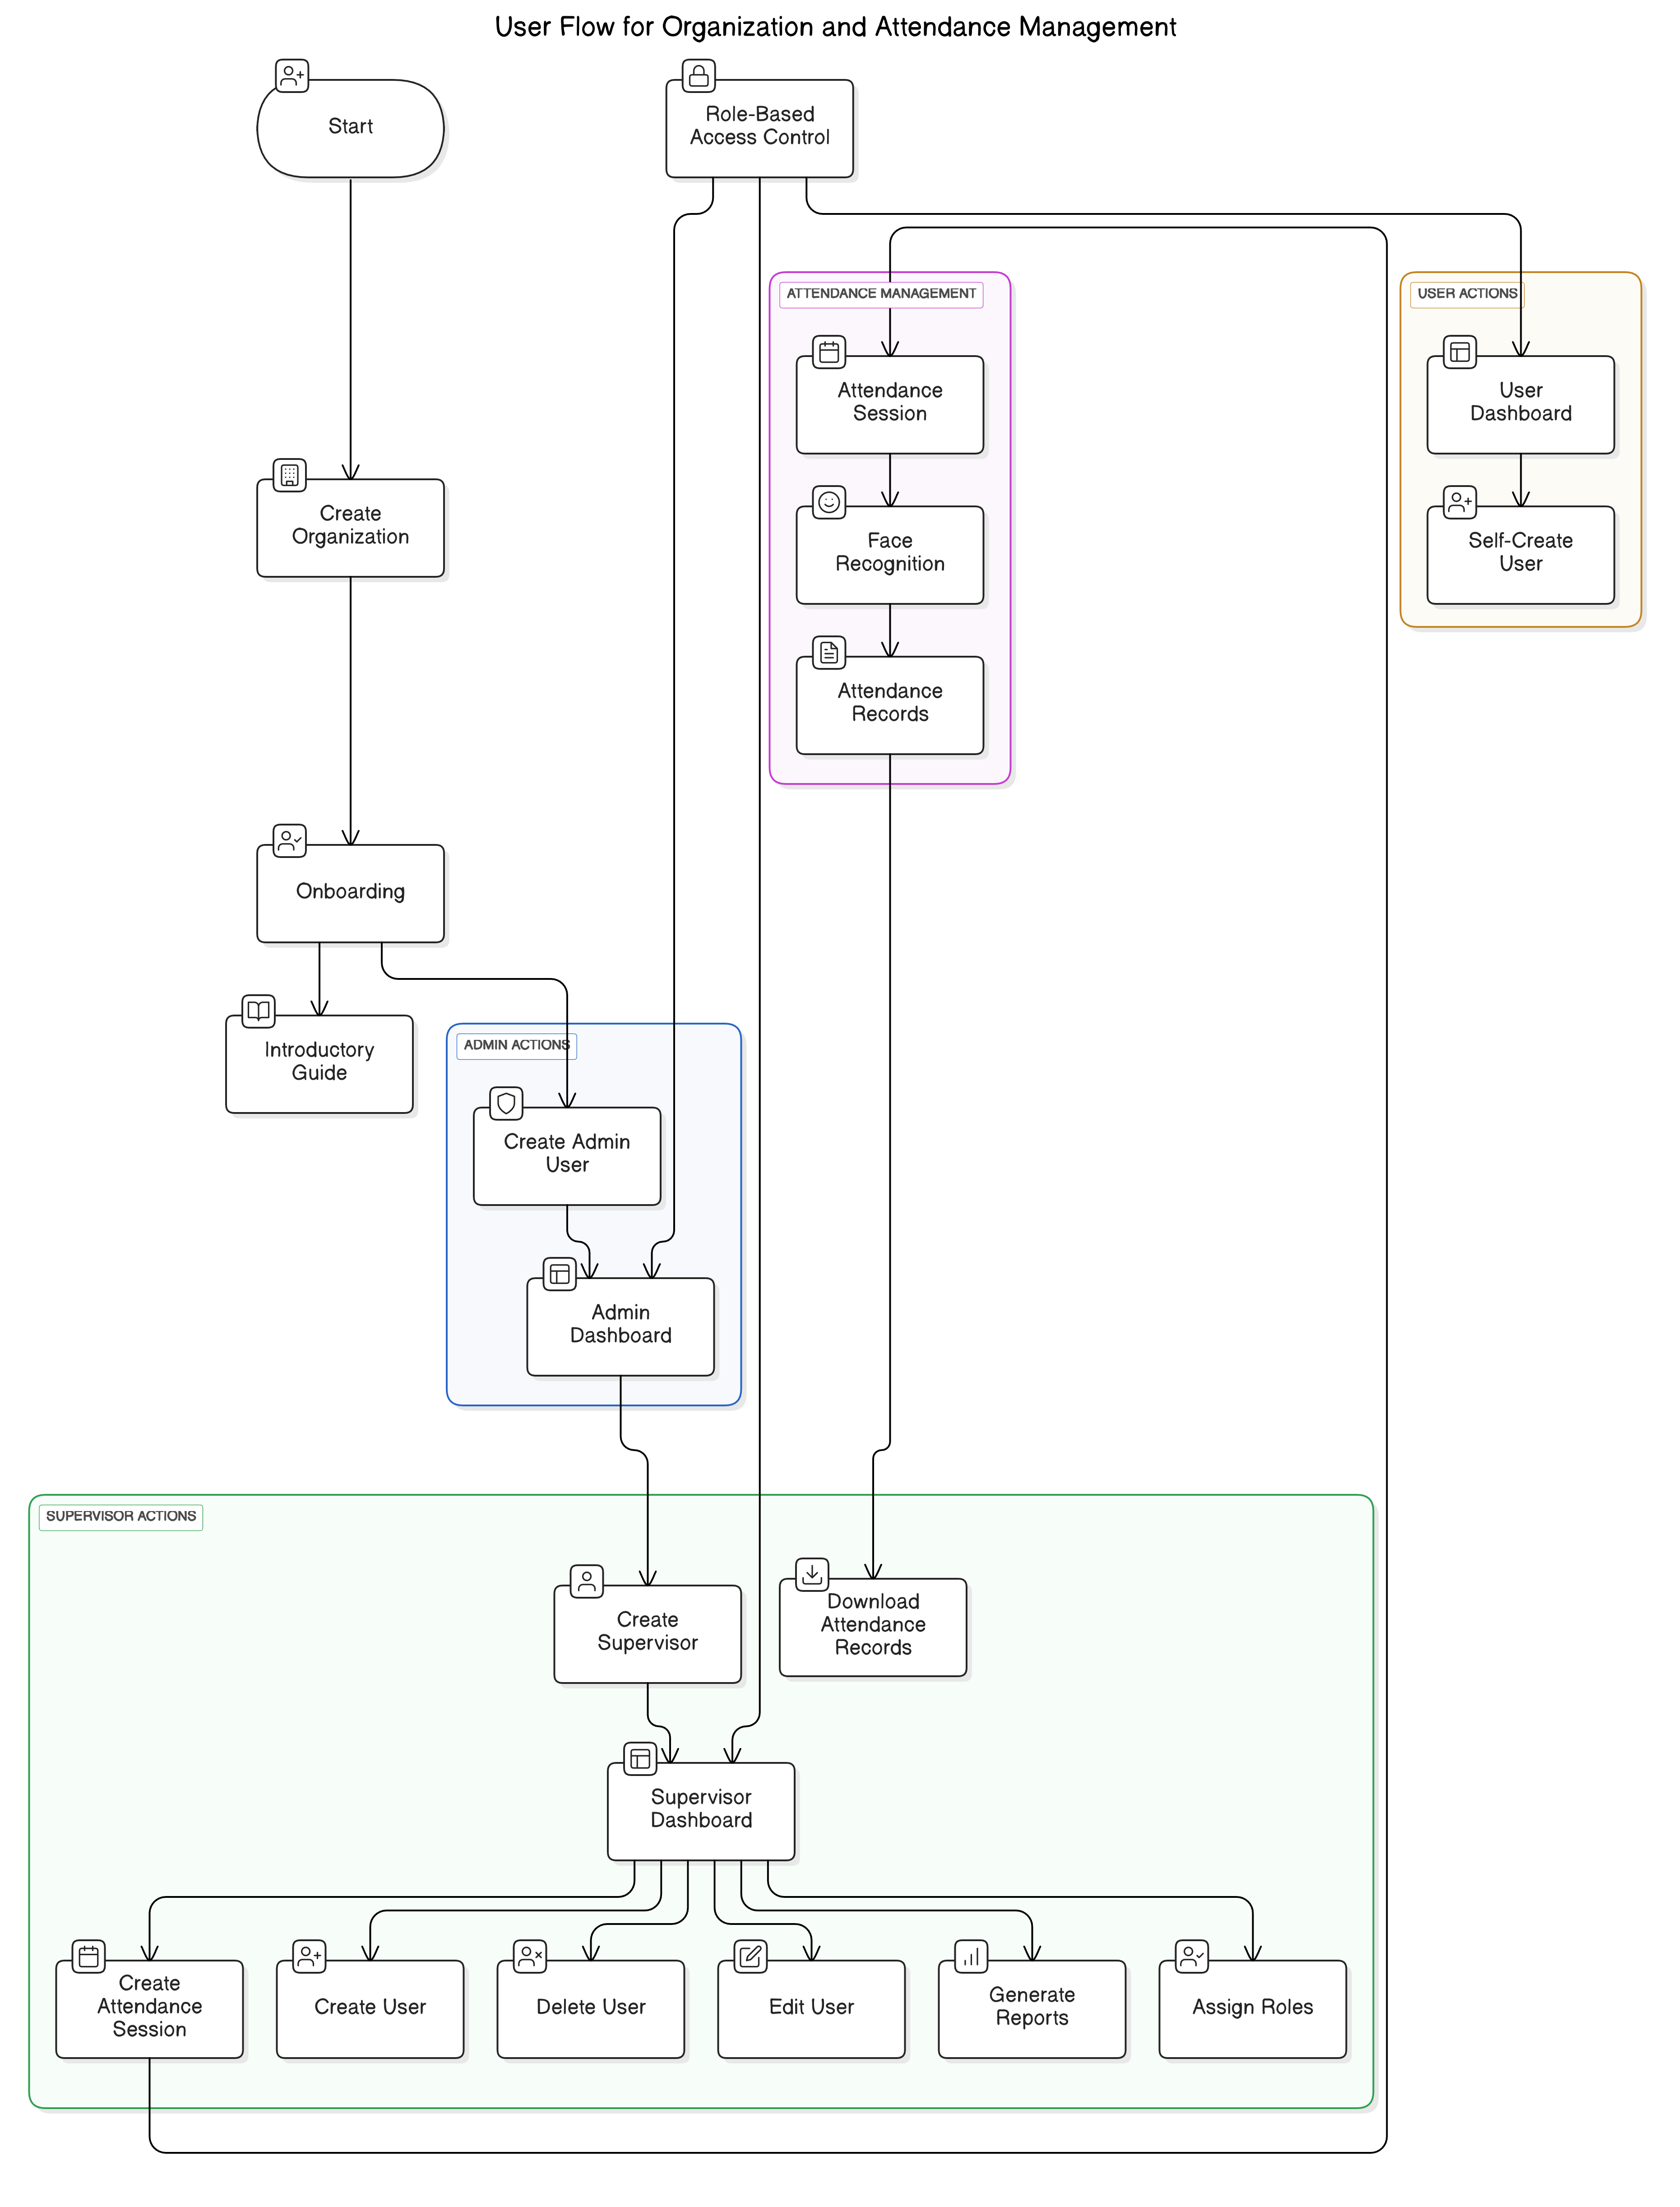 User Flow for Organization and Attendance Management
Start
Role-Based
Access Control
ATTENDANCE MANAGEMENT
USER ACTIONS
Attendance
Session
User
Dashboard
Create
Organization
Face
Recognition
Self-Create
User
Attendance
Records
Onboarding
Introductory
Guide
ADMIN ACTIONS
Create Admin
User
Admin
Dashboard
SUPERVISOR ACTIONS
Create
Supervisor
Download
Attendance
Records
Supervisor
Dashboard
Create
Attendance
Session
Create User
Delete User
Edit User
Generate
Reports
Assign Roles